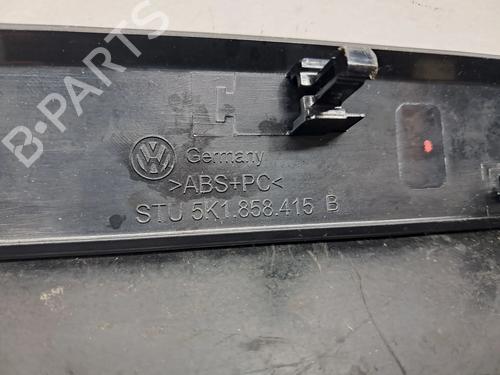 B-PARTS
Germany
>ABS+PC<
STU 5K1.858.415 B